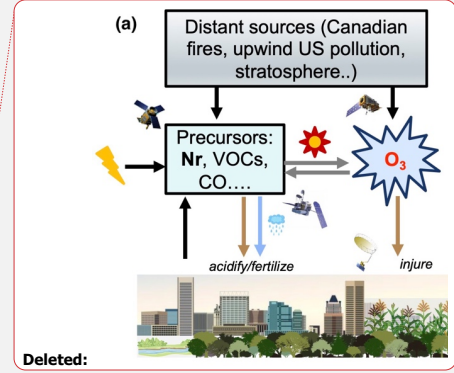 (a)
Distant sources (Canadian
fires, upwind US pollution,
stratosphere..)
Precursors:
Nr, VOCs,
CO....
O₃
acidify/fertilize
injure
Deleted: